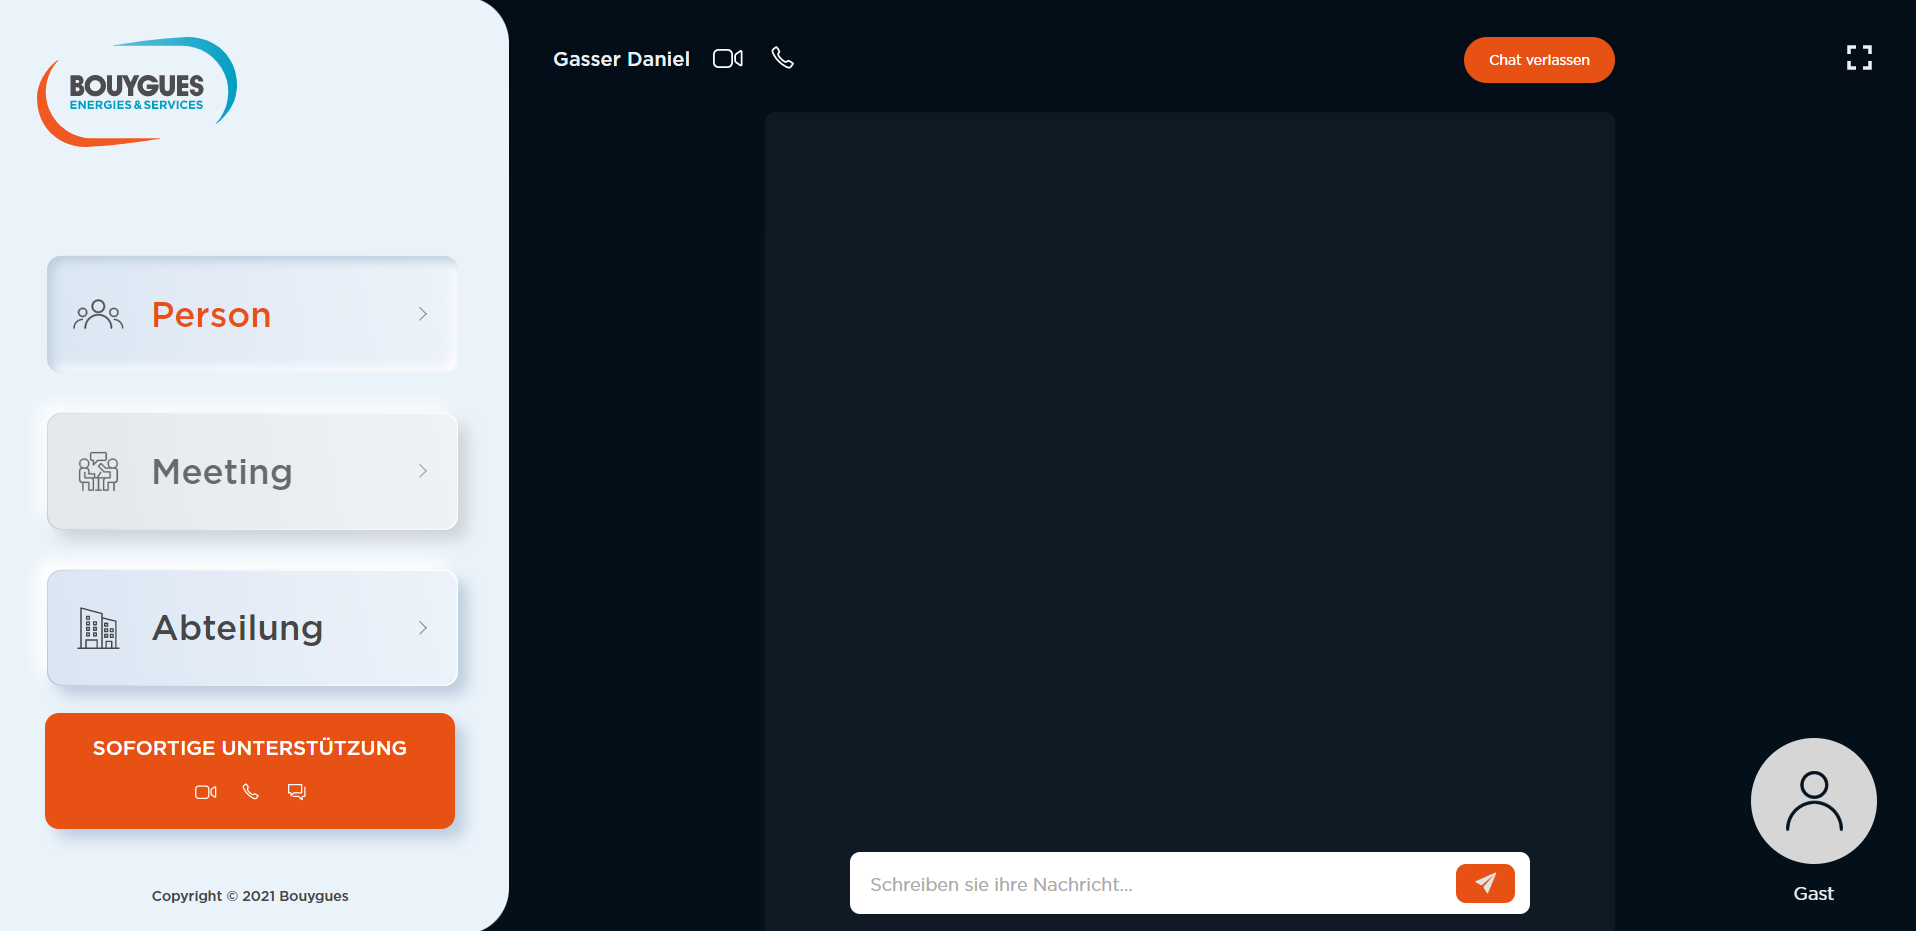 BOUYGUES
ENERGIES & SERVICES
Person
Meeting
Abteilung
SOFORTIGE UNTERSTÜTZUNG
Copyright © 2021 Bouygues
Gasser Daniel
Chat verlassen
Schreiben sie ihre Nachricht...
Gast